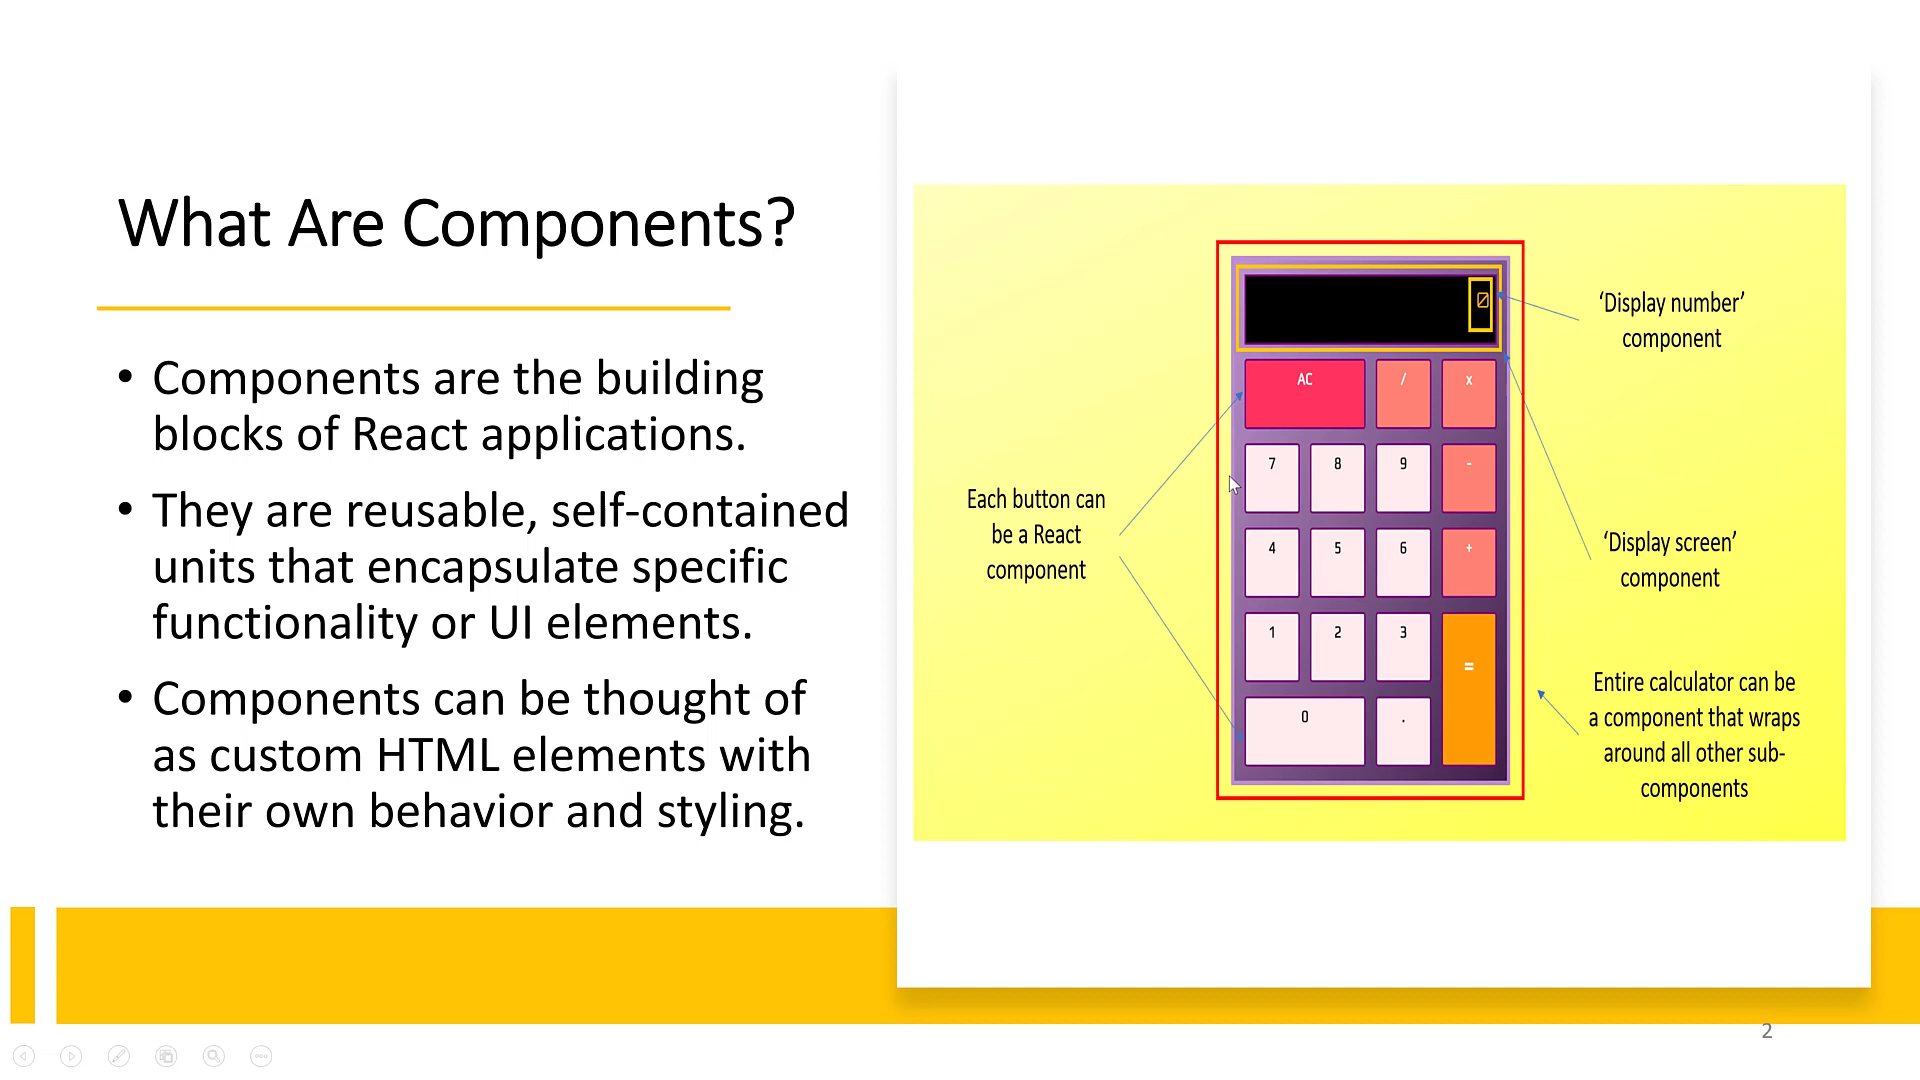 What Are Components?
• Components are the building
blocks of React applications.
• They are reusable, self-contained
units that encapsulate specific
functionality or UI elements.
• Components can be thought of
as custom HTML elements with
their own behavior and styling.
Each button can
be a React
component
0
AC / x
7 8 9 -
4 5 6 +
1 2 3 =
0 .
‘Display number’
component
‘Display screen’
component
Entire calculator can be
a component that wraps
around all other sub-
components
2